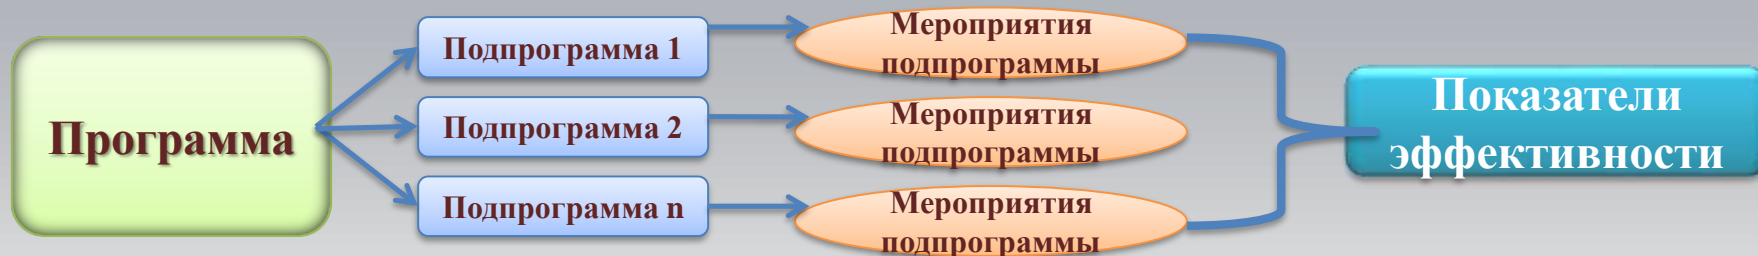 Программа
Подпрограмма 1
Подпрограмма 2
Подпрограмма n
Мероприятия
подпрограммы
Мероприятия
подпрограммы
Мероприятия
подпрограммы
Показатели
эффективности